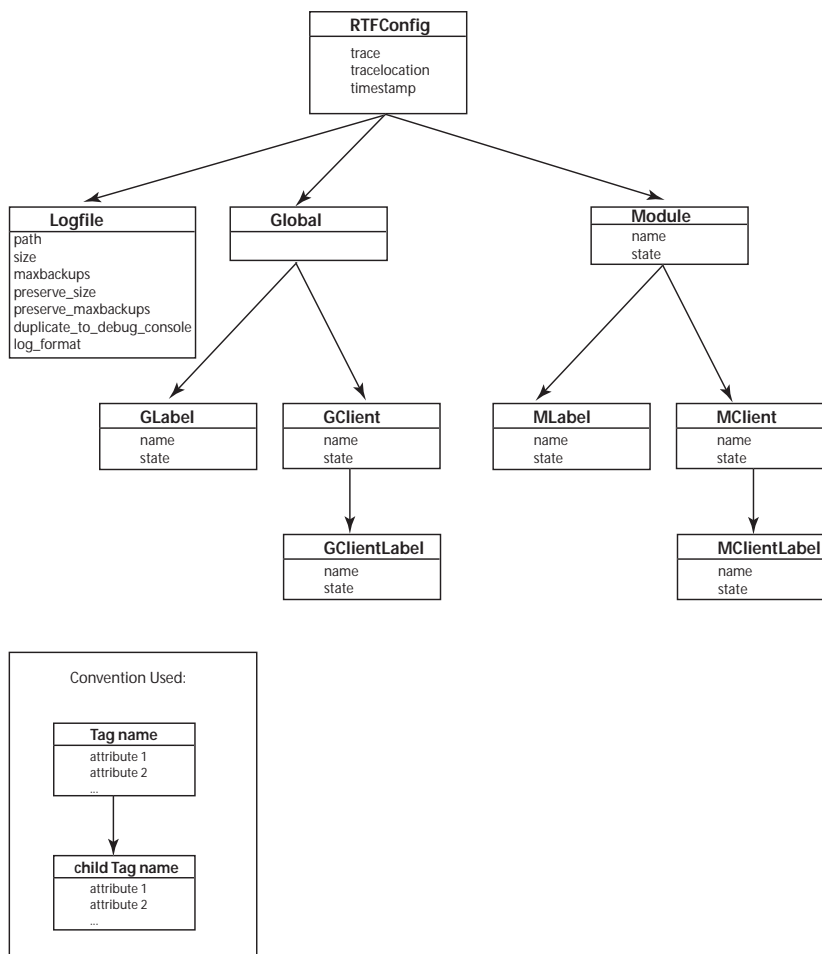 RTFConfig
trace
tracelocation
timestamp
Logfile
path
size
maxbackups
preserve_size
preserve_maxbackups
duplicate_to_debug_console
log_format
Global
Module
name
state
GLabel
name
state
GClient
name
state
MLabel
name
state
MClient
name
state
GClientLabel
name
state
MClientLabel
name
state
Convention Used:
Tag name
attribute 1
attribute 2
...
child Tag name
attribute 1
attribute 2
...